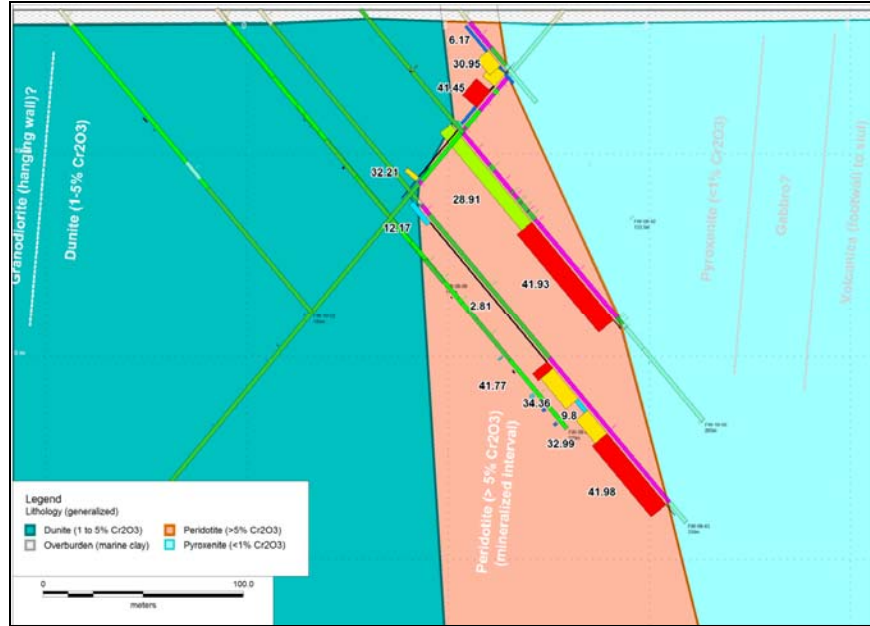 6.17
30.95
41.45
32.21
28.91
12.17
41.93
2.81
41.77
34.36
9.8
32.99
41.98
Granodiorite (hanging wall)?
Dunite (1-5% Cr2O3)
Peridotite (> 5% Cr2O3)
(mineralized interval)
Pyroxenite (<1% Cr2O3)
Gabbro?
Volcanics (footwall to
Legend
Lithology (generalized)
Dunite (1 to 5% Cr2O3)
Peridotite (>5% Cr2O3)
Overburden (marine clay)
Pyroxenite (<1% Cr2O3)
0
100.0
meters